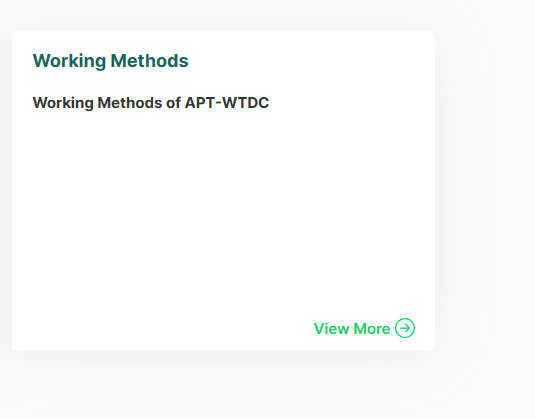 Working Methods
Working Methods of APT-WTDC
View More